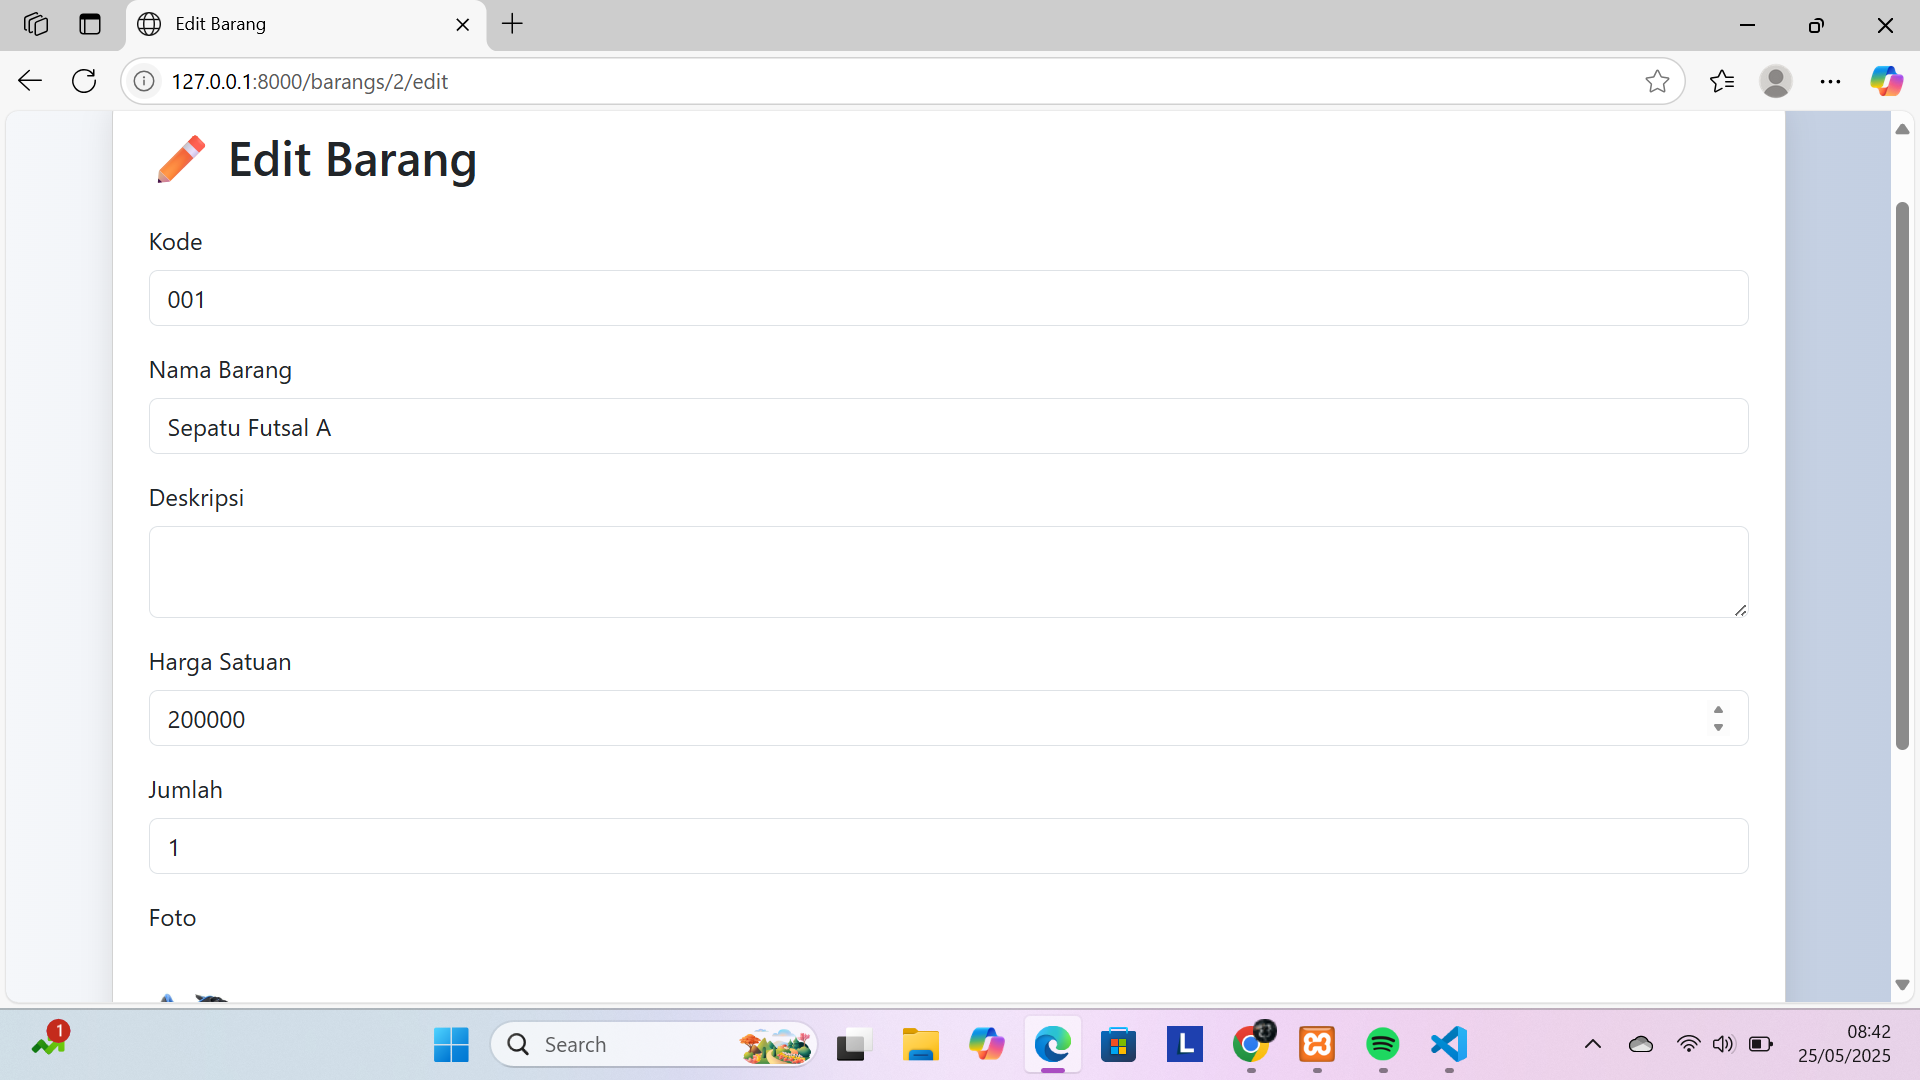 Edit Barang
127.0.0.1:8000/barangs/2/edit
Edit Barang
Kode
001
Nama Barang
Sepatu Futsal A
Deskripsi
Harga Satuan
200000
Jumlah
1
Foto
1
Search
L
08:42
25/05/2025